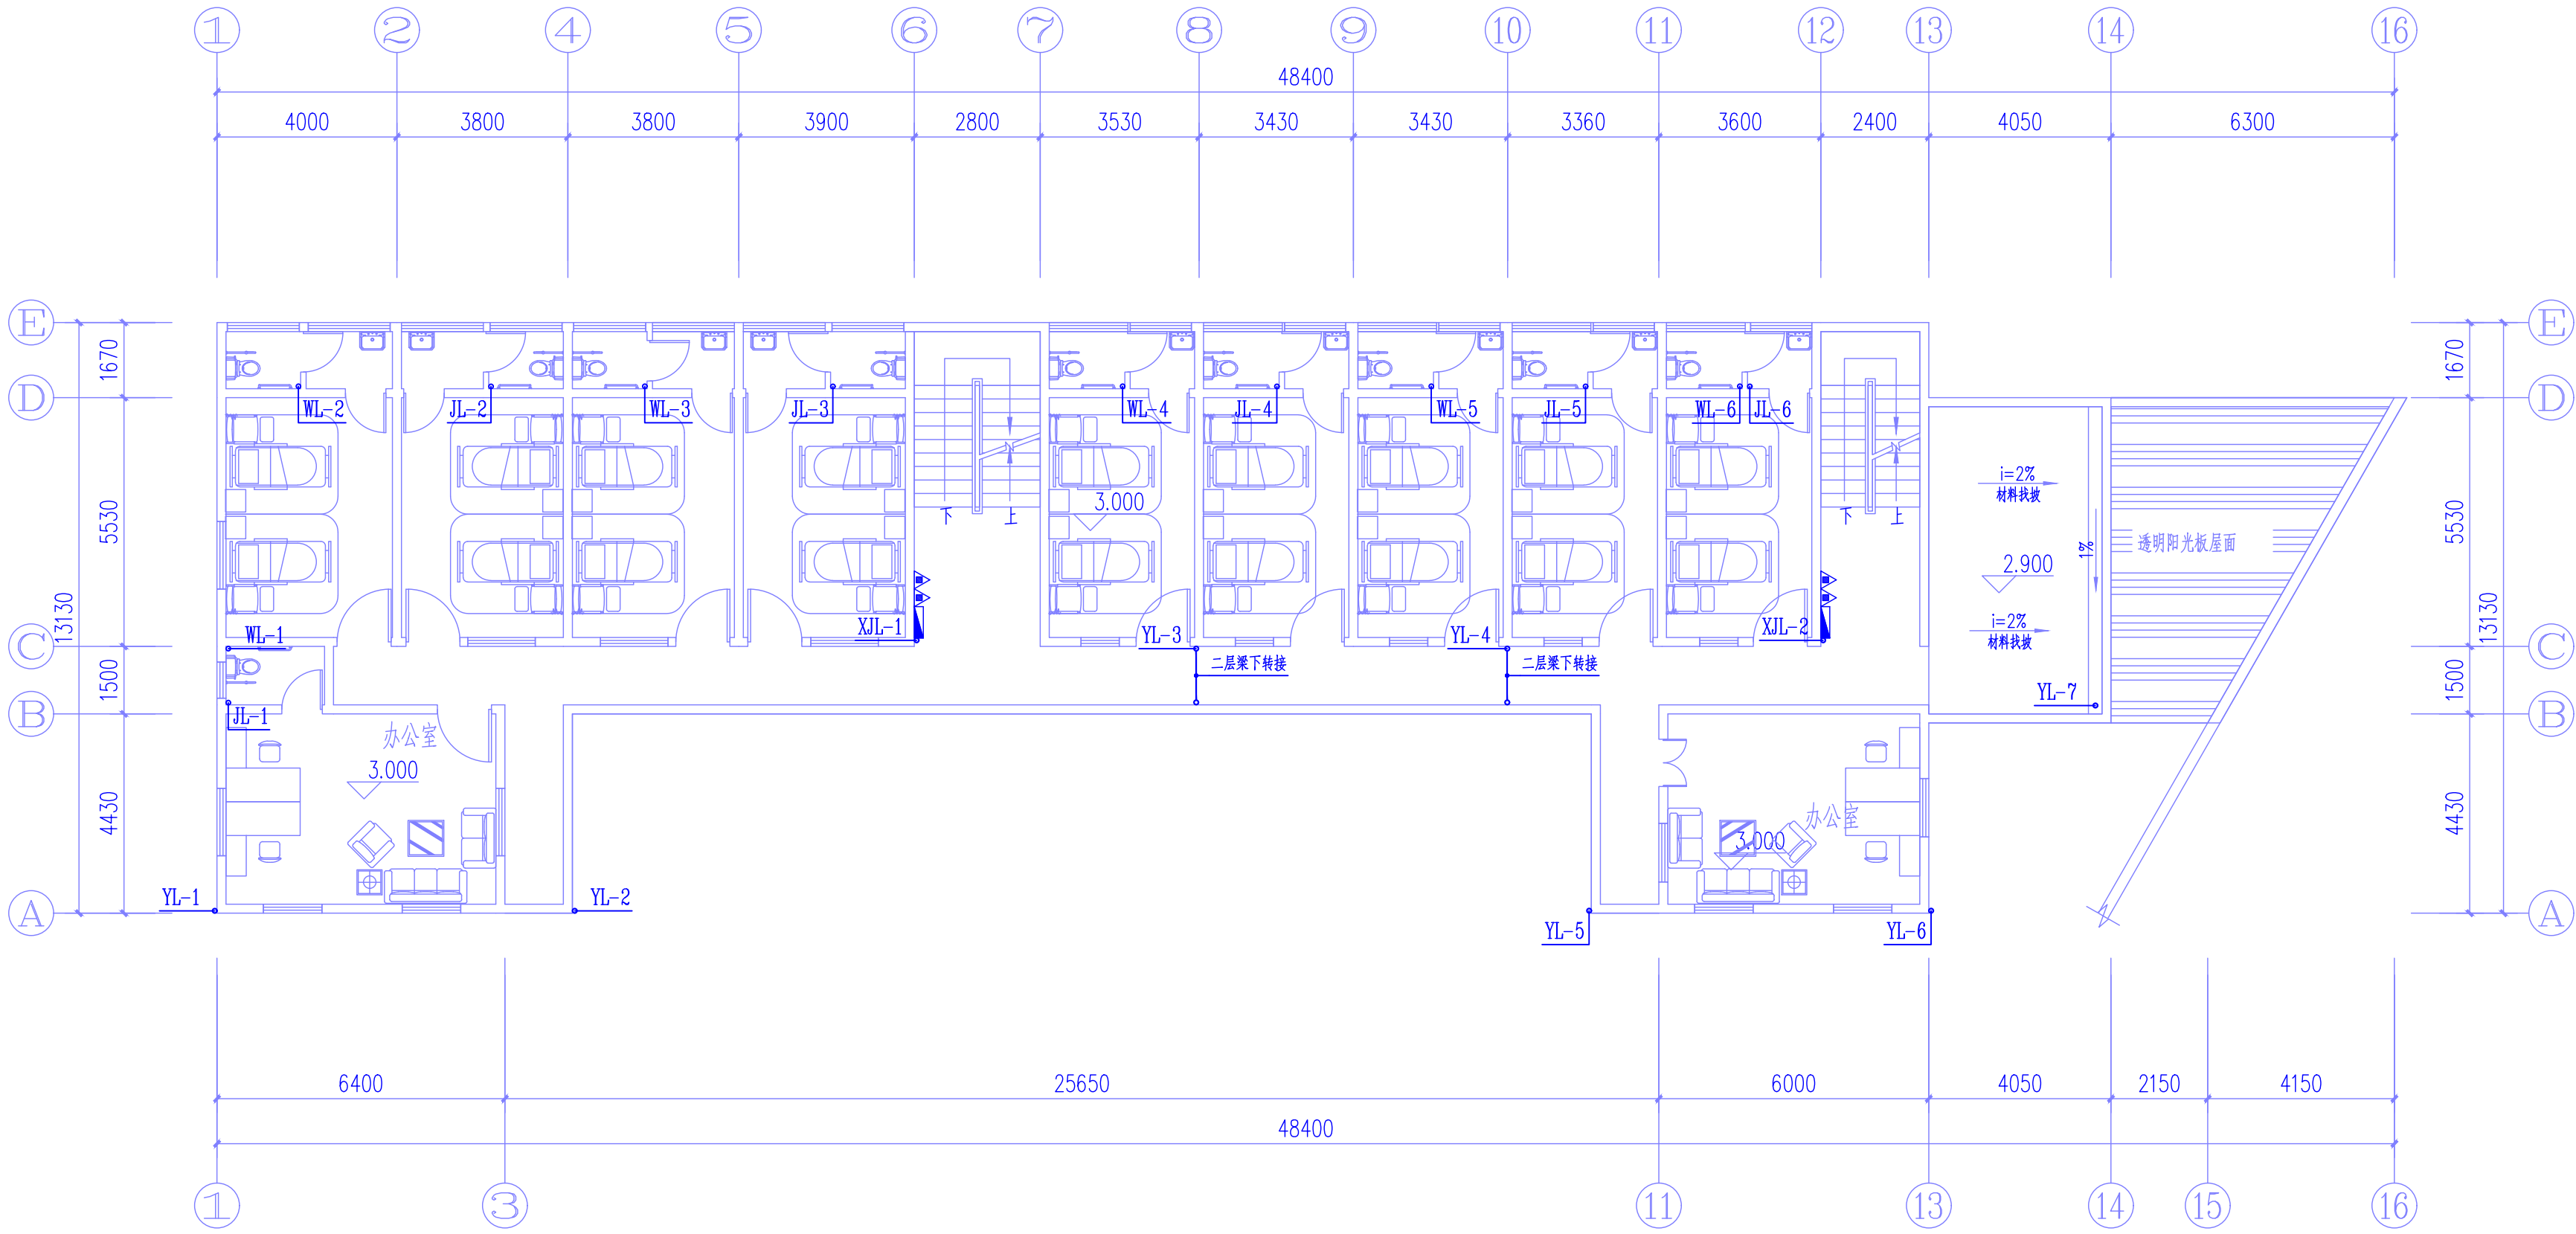 1 2 4 5 6 7 8 9 10 11 12 13 14 16
48400
4000 3800 3800 3900 2800 3530 3430 3430 3360 3600 2400 4050 6300
E E
1670 1670
D D
WL-2 JL-2 WL-3 JL-3 WL-4 JL-4 WL-5 JL-5 WL-6 JL-6
i=2%
材料找坡
3.000
下 上 下 上
5530 5530
透明阳光板屋面
1%
2.900
13130 13130
i=2%
材料找坡
WL-1 XJL-1 YL-3 YL-4 XJL-2
C C
二层梁下转接 二层梁下转接
1500 1500
YL-7
B B
JL-1
办公室
3.000
4430 4430
办公室
3.000
YL-1 YL-2
A A
YL-5 YL-6
6400 25650 6000 4050 2150 4150
48400
1 3 11 13 14 15 16